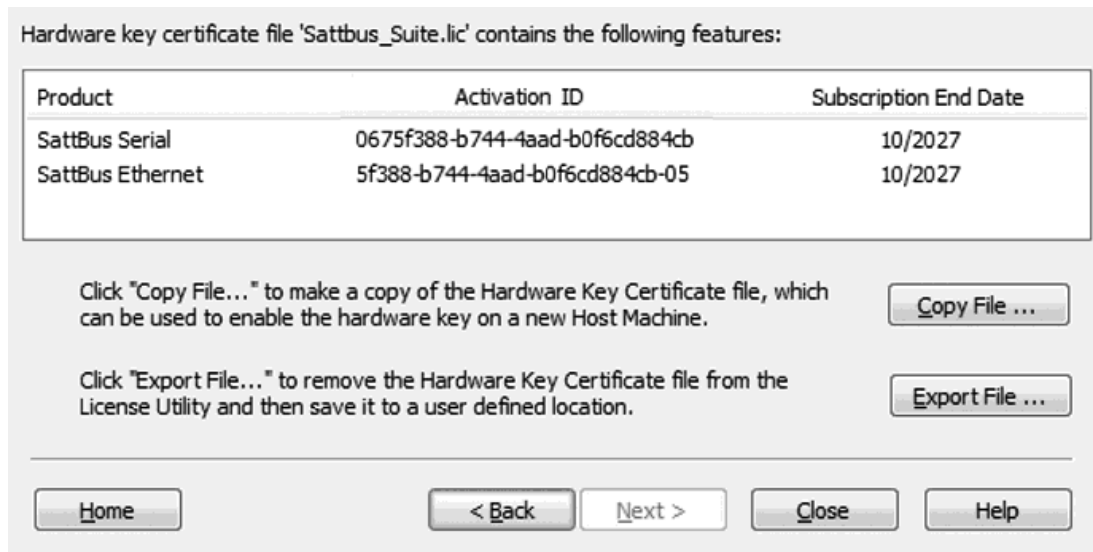 Hardware key certificate file 'Sattbus_Suite.lic' contains the following features:
Product Activation ID Subscription End Date
SattBus Serial 0675f388-b744-4aad-b0f6cd884cb 10/2027
SattBus Ethernet 5f388-b744-4aad-b0f6cd884cb-05 10/2027
Click "Copy File..." to make a copy of the Hardware Key Certificate file, which
can be used to enable the hardware key on a new Host Machine.
Copy File ...
Click "Export File..." to remove the Hardware Key Certificate file from the
License Utility and then save it to a user defined location.
Export File ...
Home < Back Next > Close Help